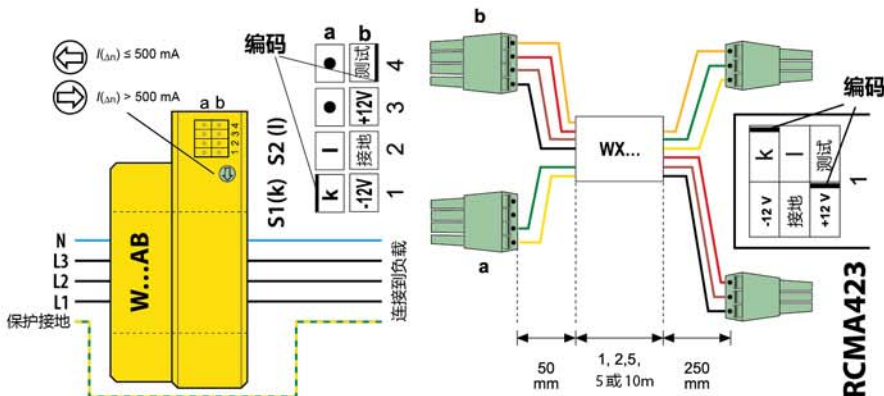 I(Δn) ≤ 500 mA
I(Δn) > 500 mA
a b
1 2 3 4
编码
a b
测试 4
+12V 3
l 接地 2
k -12V 1
S1(k) S2 (l)
N
L3
L2
L1
保护接地
W...AB
连接到负载
b
a
WX...
50 mm
1, 2,5, 5 或 10m
250 mm
编码
k l 测试
-12 V 接地 +12 V
1
RCMA423